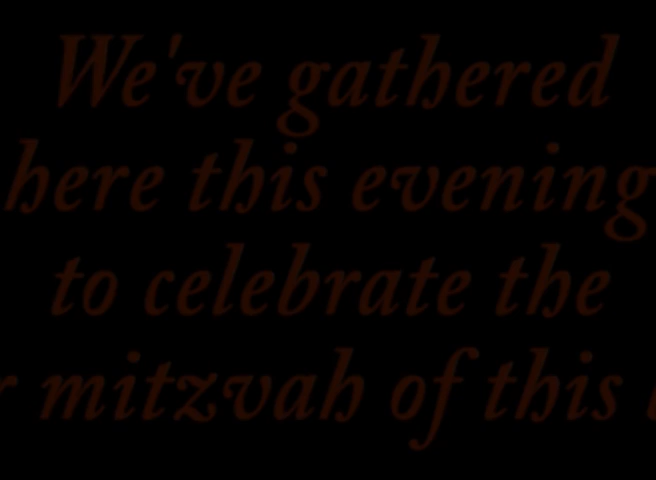 We've gathered
here this evening
to celebrate the
r mitzvah of this